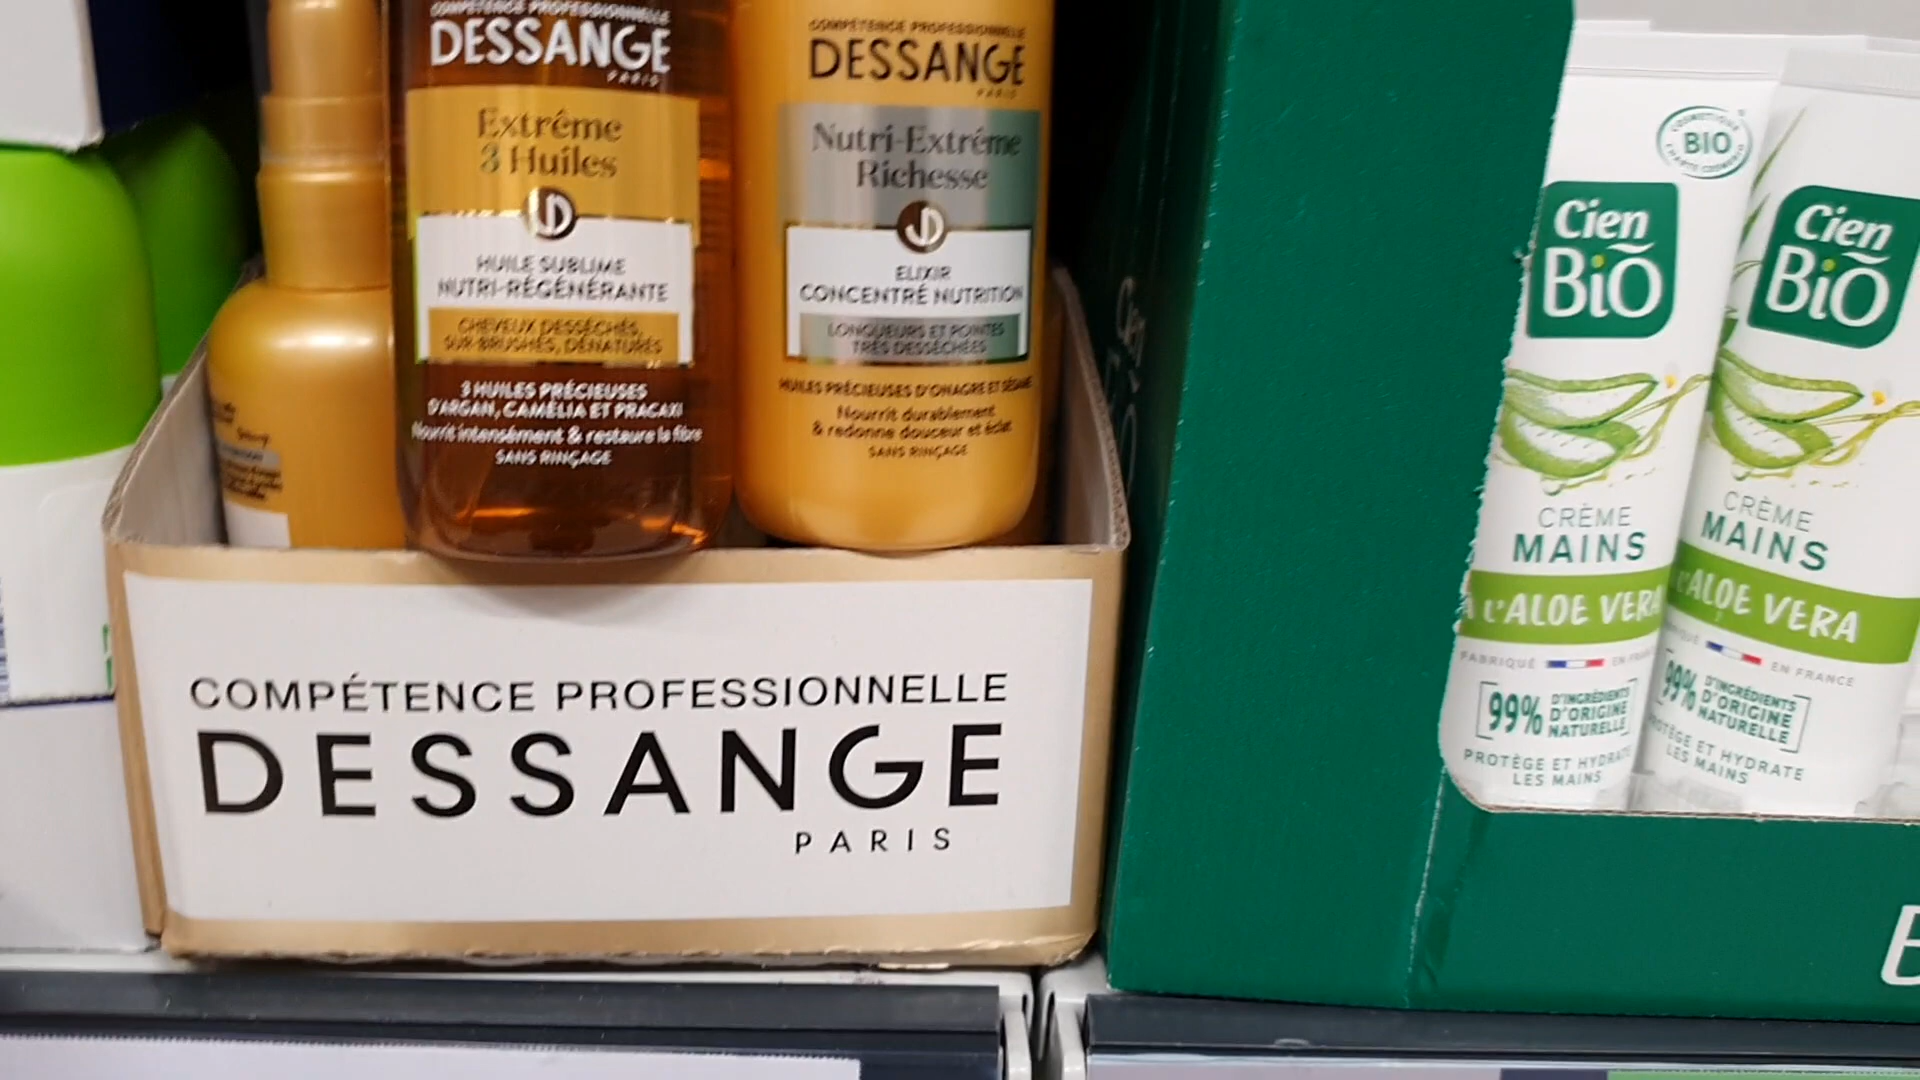 COMPÉTENCE PROFESSIONNELLE
DESSANGE
PARIS
Extrême
3 Huiles
JD
HUILE SUBLIME
NUTRI-RÉGÉNÉRANTE
CHEVEUX DESSÉCHÉS,
SUR-BRUSHÉS, DÉNATURÉS
3 HUILES PRÉCIEUSES
D'ARGAN, CAMÉLIA ET PRACAXI
Nourrit intensément & restaure la fibre
SANS RINÇAGE
COMPÉTENCE PROFESSIONNELLE
DESSANGE
PARIS
Nutri-Extrême
Richesse
JD
ELIXIR
CONCENTRÉ NUTRITION
LONGUEURS ET POINTES
TRÈS DESSÉCHÉES
HUILES PRÉCIEUSES D'ONAGRE ET SÉSAME
Nourrit durablement
& redonne douceur et éclat
SANS RINÇAGE
COMPÉTENCE PROFESSIONNELLE
DESSANGE
PARIS
BIO
Cien
BiO
CRÈME
MAINS
À L'ALOE VERA
FABRIQUÉ EN FRANCE
99% D'INGRÉDIENTS
D'ORIGINE
NATURELLE
PROTÈGE ET HYDRATE
LES MAINS
Cien
BiO
CRÈME
MAINS
L'ALOE VERA
EN FRANCE
99% D'INGRÉDIENTS
D'ORIGINE
NATURELLE
PROTÈGE ET HYDRATE
LES MAINS